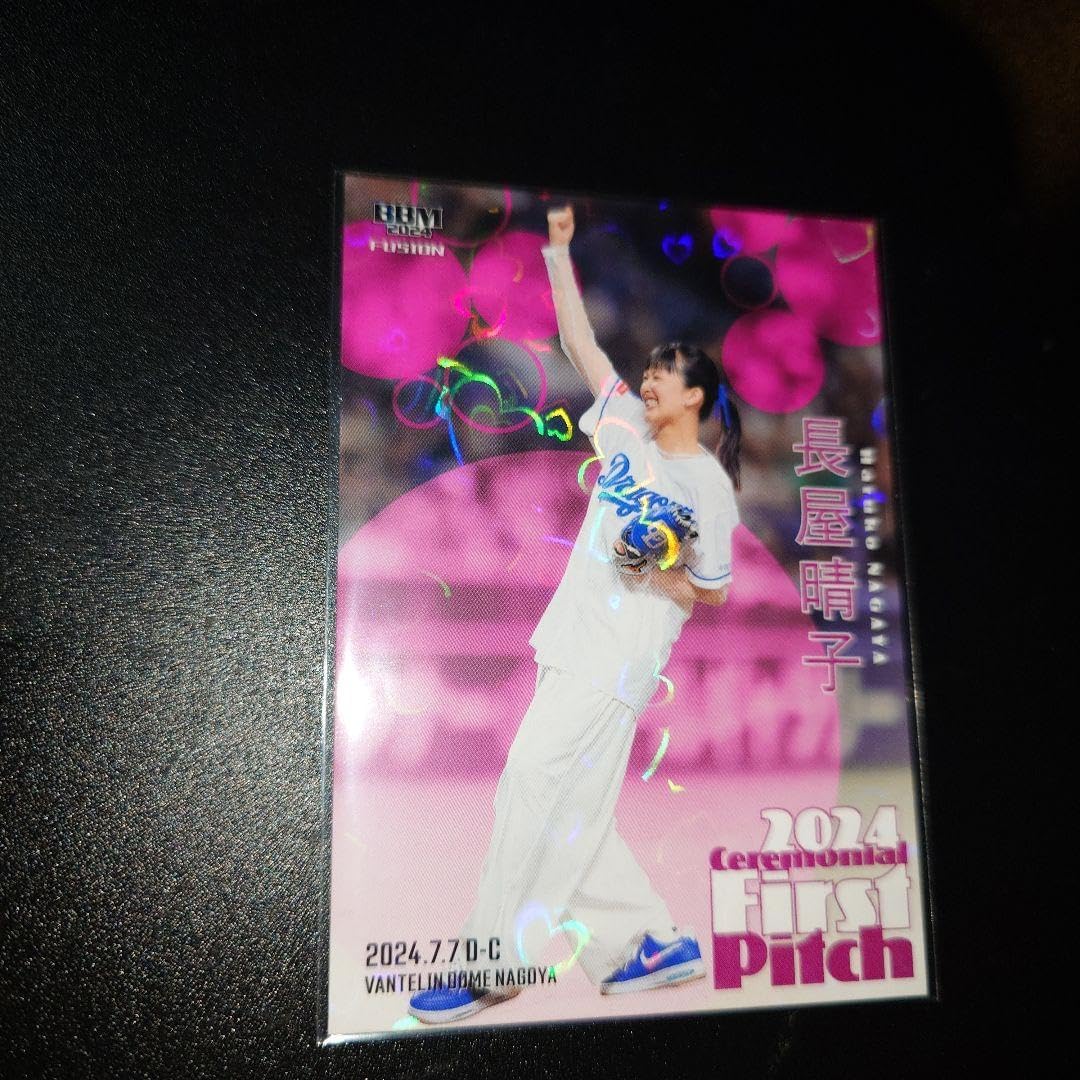 BBM
2024
FUSION
Dragons
長屋晴子
Haruko NAGAYA
2024
Ceremonial
First
Pitch
2024.7.7 D-C
VANTELIN DOME NAGOYA